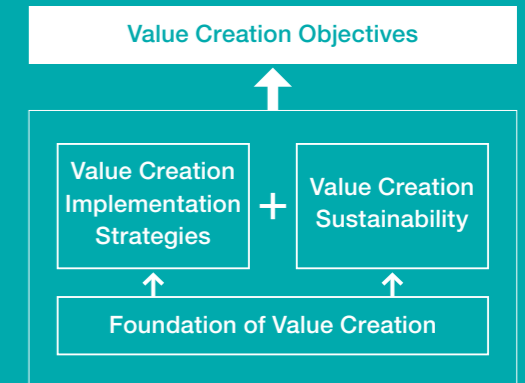 Value Creation Objectives
Value Creation
Implementation
Strategies
+
Value Creation
Sustainability
Foundation of Value Creation